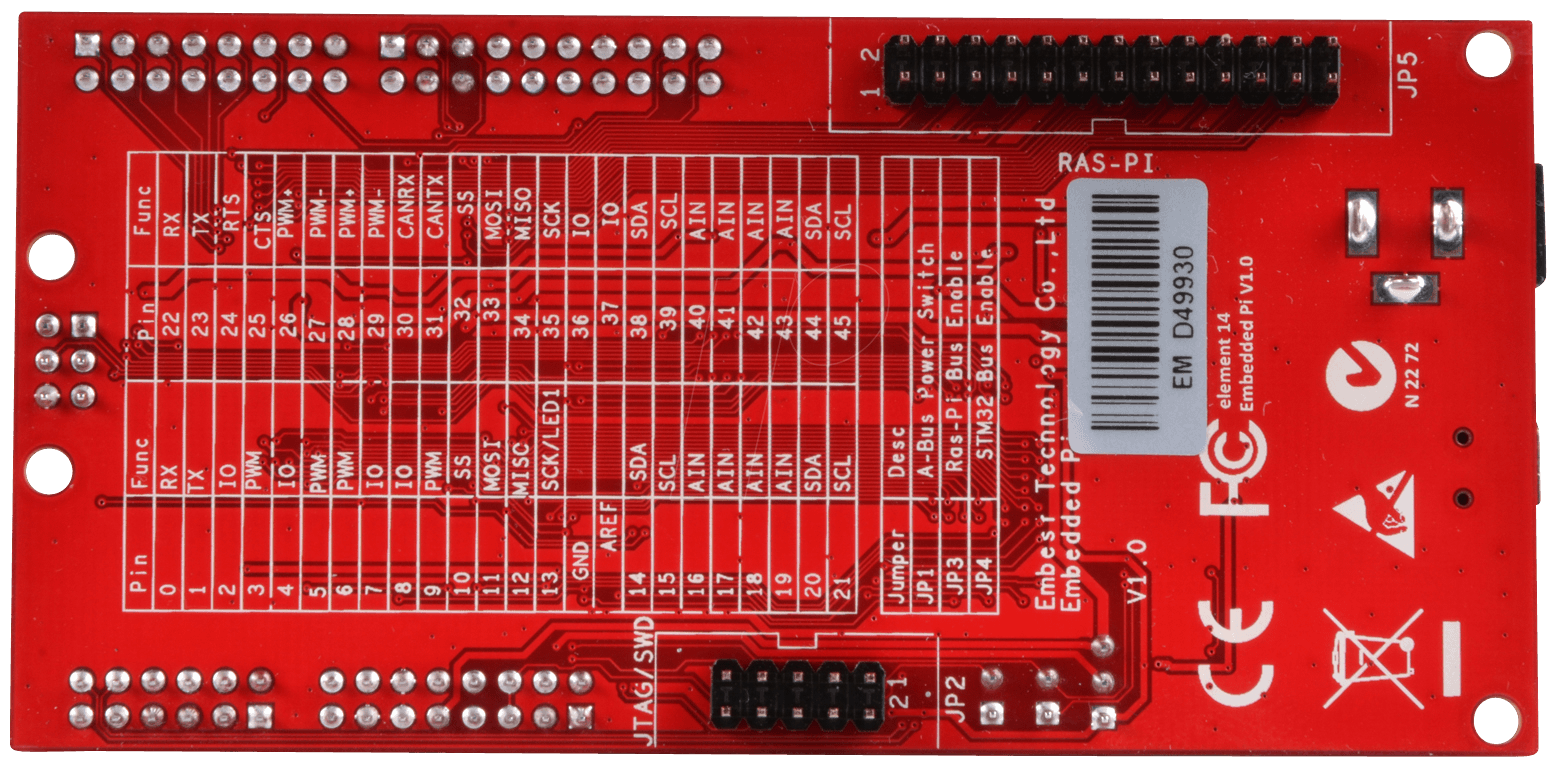 JP5
2
1
RAS-PI
Pin Func Pin Func
0 RX 22 RX
1 TX 23 TX
2 IO 24 RTS
3 PWM 25 CTS
4 IO 26 PWM+
5 PWM 27 PWM-
6 PWM 28 PWM+
7 IO 29 PWM-
8 IO 30 CANRX
9 PWM 31 CANTX
10 SS 32 SS
11 MOSI 33 MOSI
12 MISO 34 MISO
13 SCK/LED1 35 SCK
GND 36 IO
AREF 37 IO
14 SDA 38 SDA
15 SCL 39 SCL
16 AIN 40 AIN
17 AIN 41 AIN
18 AIN 42 AIN
19 AIN 43 AIN
20 SDA 44 SDA
21 SCL 45 SCL
Jumper Desc
JP1 A-Bus Power Switch
JP3 Ras-Pi Bus Enable
JP4 STM32 Bus Enable
Embest Technology Co.,Ltd
Embedded Pi
V1.0
EM D49930
element 14
Embedded Pi V1.0
FC
CE
N 22 72
JTAG/SWD
21
JP2